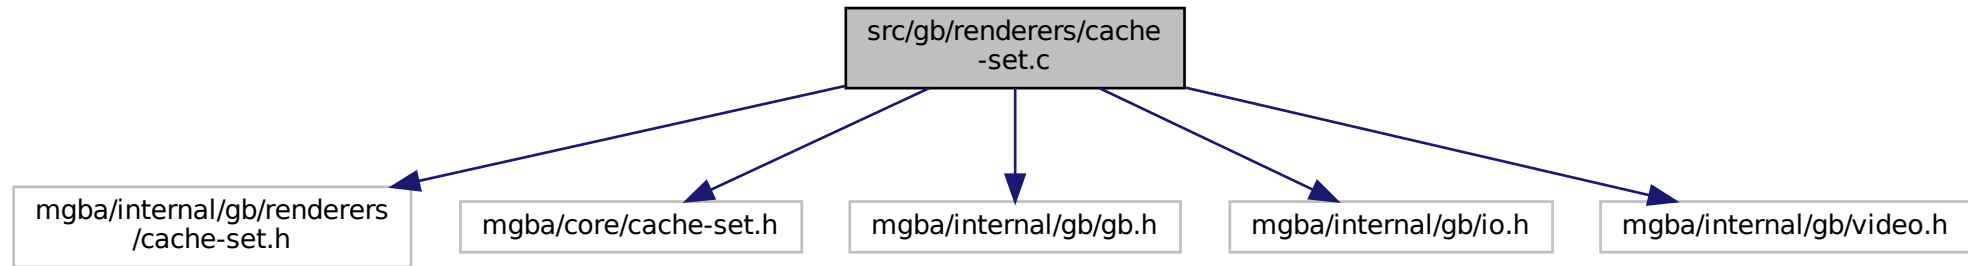 src/gb/renderers/cache
-set.c
mgba/internal/gb/renderers
/cache-set.h
mgba/core/cache-set.h
mgba/internal/gb/gb.h
mgba/internal/gb/io.h
mgba/internal/gb/video.h